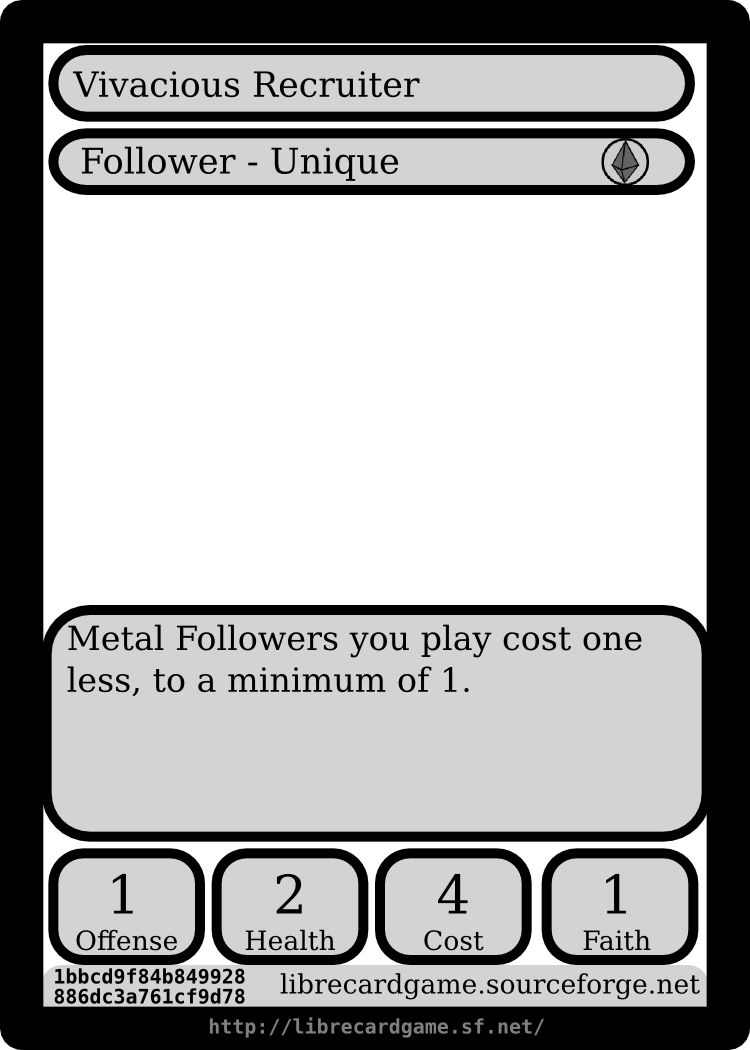 Vivacious Recruiter
Follower - Unique
Metal Followers you play cost one
less, to a minimum of 1.
1
Offense
2
Health
4
Cost
1
Faith
1bbcd9f84b849928
886dc3a761cf9d78
librecardgame.sourceforge.net
http://librecardgame.sf.net/